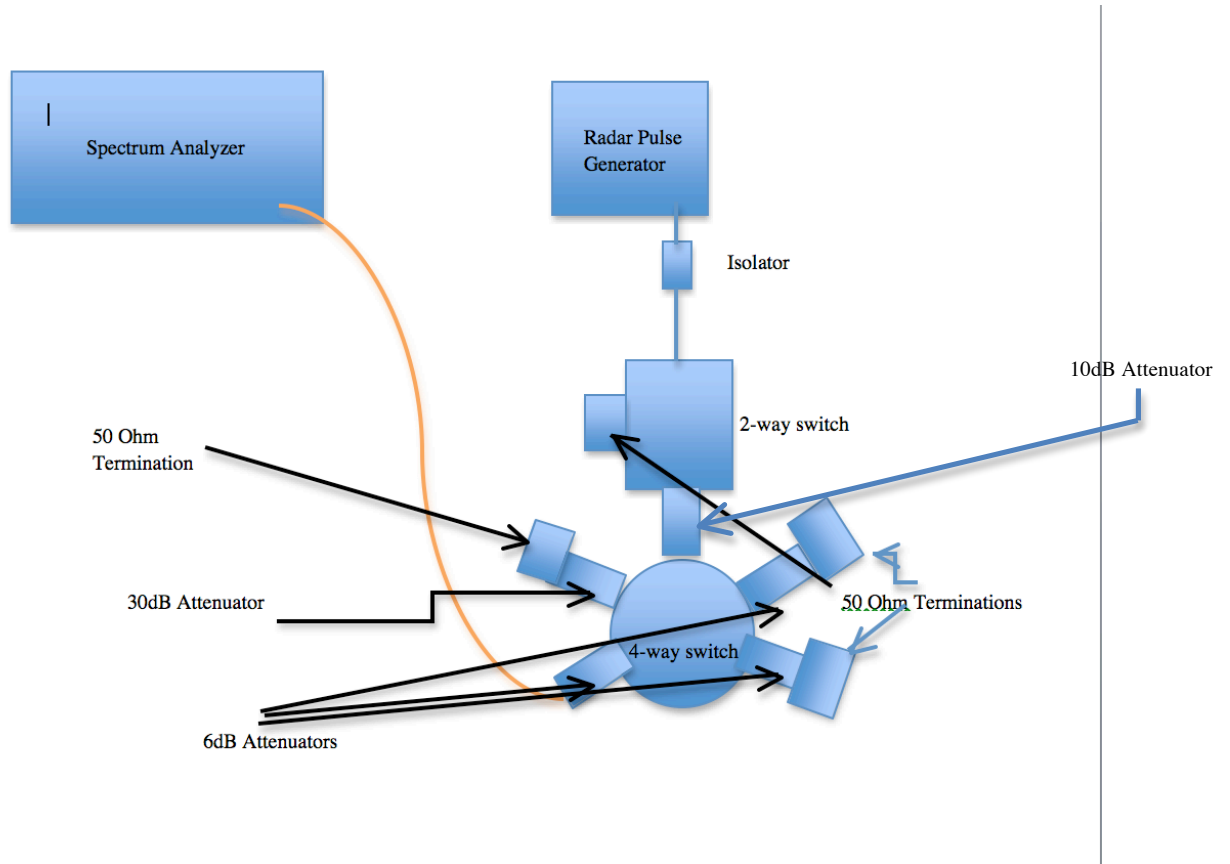 Spectrum Analyzer
Radar Pulse
Generator
Isolator
10dB Attenuator
2-way switch
50 Ohm
Termination
30dB Attenuator
50 Ohm Terminations
4-way switch
6dB Attenuators